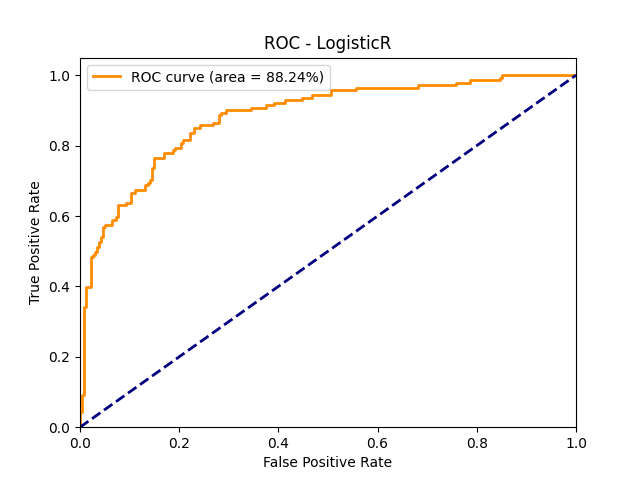 ROC - LogisticR
ROC curve (area = 88.24%)
True Positive Rate
1.0
0.8
0.6
0.4
0.2
0.0
0.0 0.2 0.4 0.6 0.8 1.0
False Positive Rate